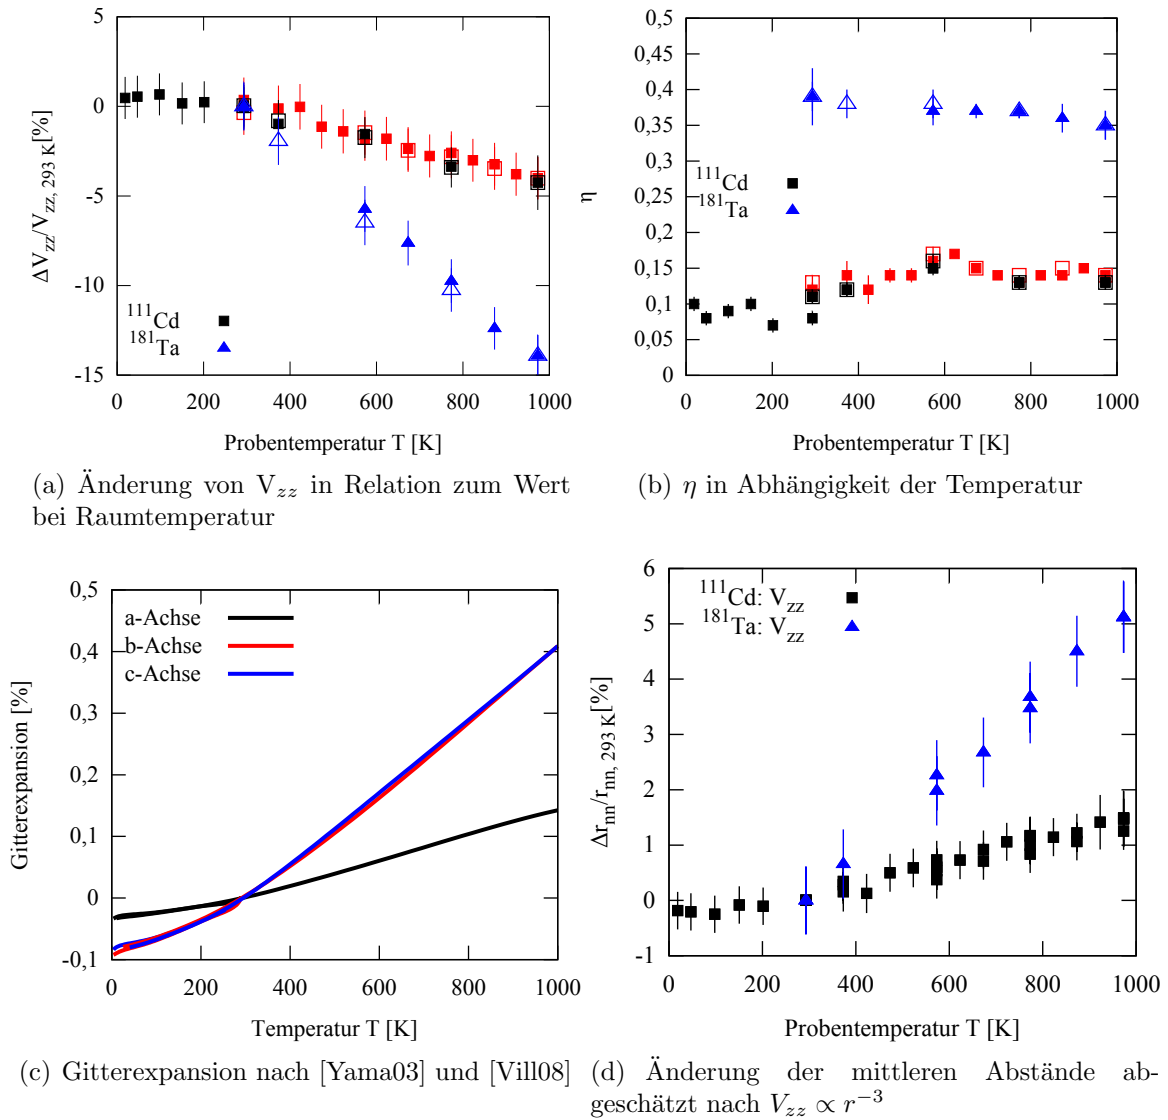 5
0
-5
-10
-15
ΔV_zz/V_zz, 293 K[%]
¹¹¹Cd
¹⁸¹Ta
0 200 400 600 800 1000
Probentemperatur T [K]
(a) Änderung von V_zz in Relation zum Wert
bei Raumtemperatur
0,5
0,45
0,4
0,35
0,3
0,25
0,2
0,15
0,1
0,05
0
η
¹¹¹Cd
¹⁸¹Ta
0 200 400 600 800 1000
Probentemperatur T [K]
(b) η in Abhängigkeit der Temperatur
0,5
0,4
0,3
0,2
0,1
0
-0,1
Gitterexpansion [%]
a-Achse
b-Achse
c-Achse
0 200 400 600 800 1000
Temperatur T [K]
(c) Gitterexpansion nach [Yama03] und [Vill08]
6
5
4
3
2
1
0
-1
Δr_nn/r_nn, 293 K[%]
¹¹¹Cd: V_zz
¹⁸¹Ta: V_zz
0 200 400 600 800 1000
Probentemperatur T [K]
(d) Änderung der mittleren Abstände ab-
geschätzt nach V_zz ∝ r⁻³